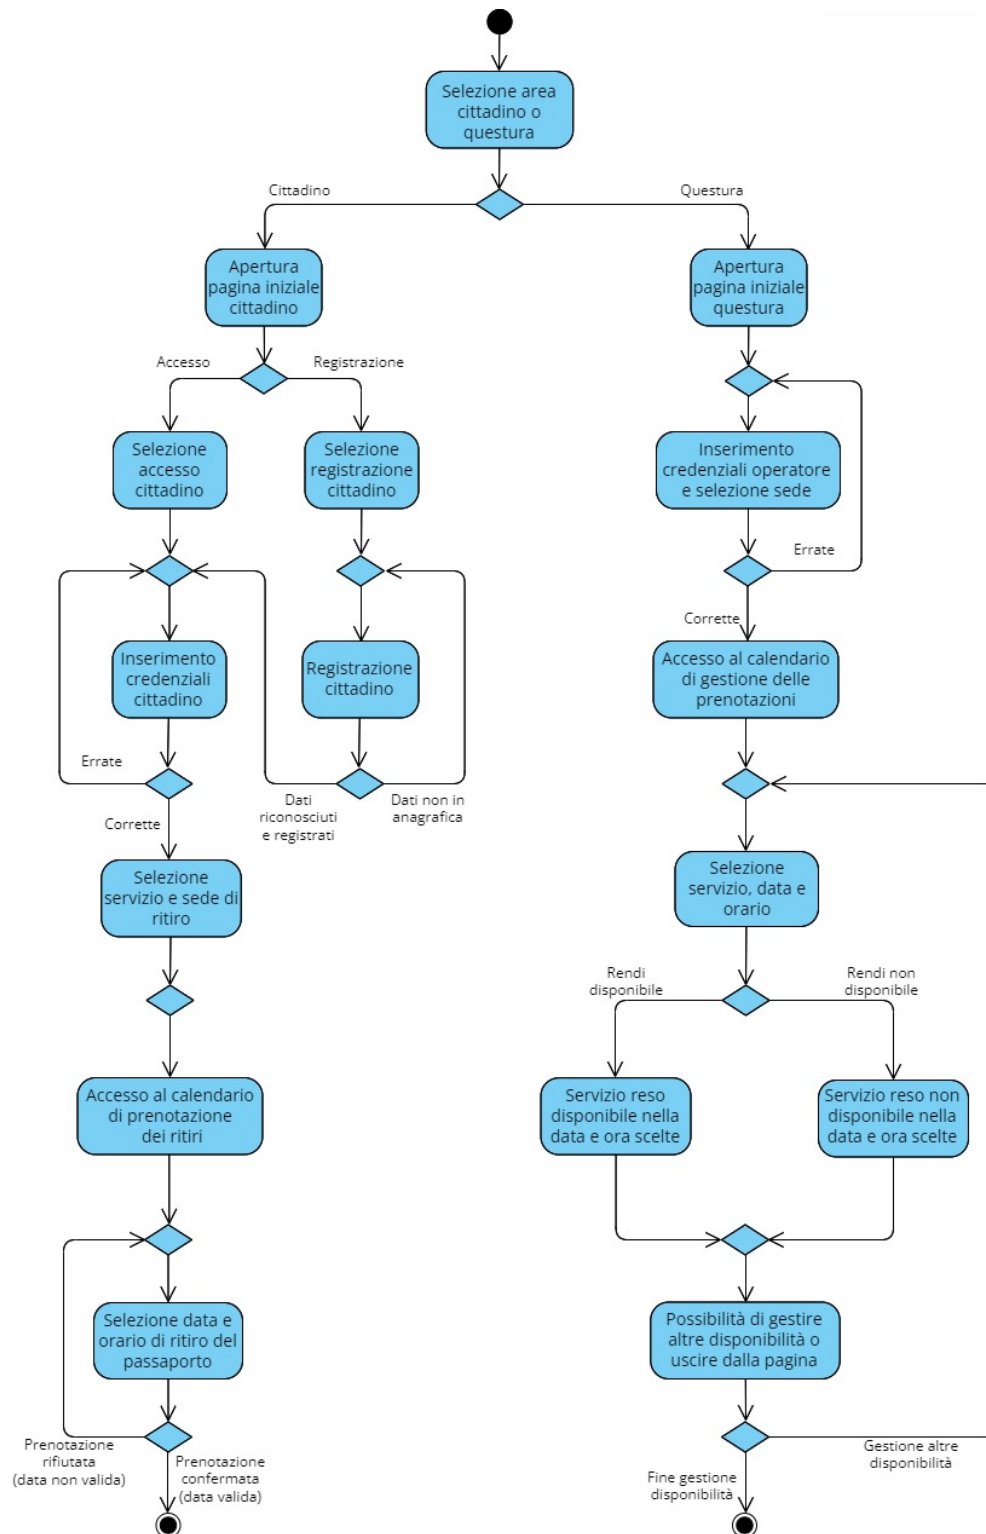 Selezione area
cittadino o
questura
Cittadino
Questura
Apertura
pagina iniziale
cittadino
Apertura
pagina iniziale
questura
Accesso
Registrazione
Selezione
accesso
cittadino
Selezione
registrazione
cittadino
Inserimento
credenziali operatore
e selezione sede
Errate
Corrette
Inserimento
credenziali
cittadino
Registrazione
cittadino
Accesso al calendario
di gestione delle
prenotazioni
Errate
Dati
riconosciuti
e registrati
Dati non in
anagrafica
Corrette
Selezione
servizio e sede di
ritiro
Selezione
servizio, data e
orario
Rendi
disponibile
Rendi non
disponibile
Accesso al calendario
di prenotazione
dei ritiri
Servizio reso
disponibile nella
data e ora scelte
Servizio reso non
disponibile nella
data e ora scelte
Selezione data e
orario di ritiro del
passaporto
Possibilità di gestire
altre disponibilità o
uscire dalla pagina
Prenotazione
rifiutata
(data non valida)
Prenotazione
confermata
(data valida)
Fine gestione
disponibilità
Gestione altre
disponibilità